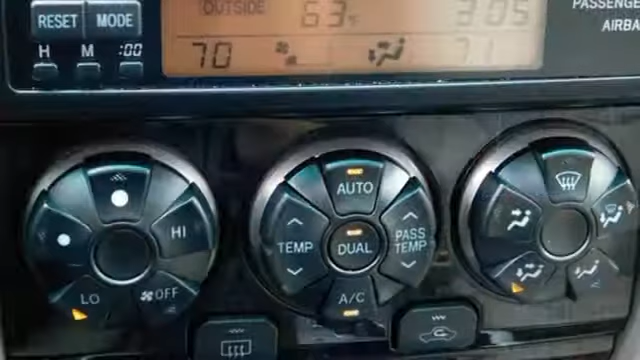 RESET MODE
H M :00
OUTSIDE 63°F 3:05
70 71
PASSENGE
AIRBA
HI
LO
OFF
AUTO
TEMP
DUAL
PASS
TEMP
A/C